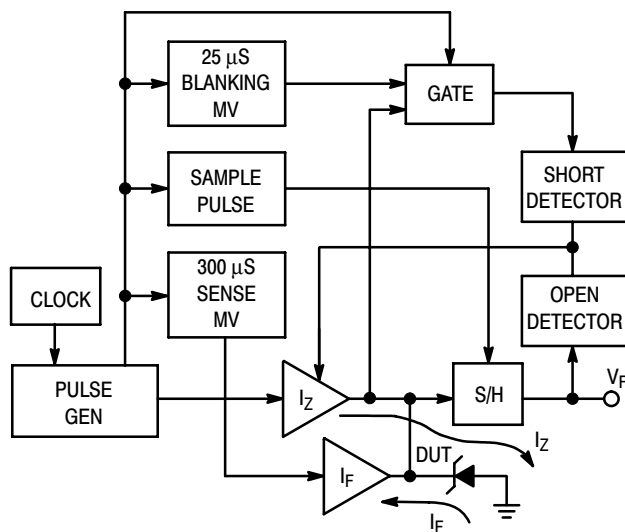 25 μS
BLANKING
MV
GATE
SAMPLE
PULSE
SHORT
DETECTOR
300 μS
SENSE
MV
CLOCK
OPEN
DETECTOR
PULSE
GEN
I_Z
S/H
V_F
I_Z
DUT
I_F
I_F